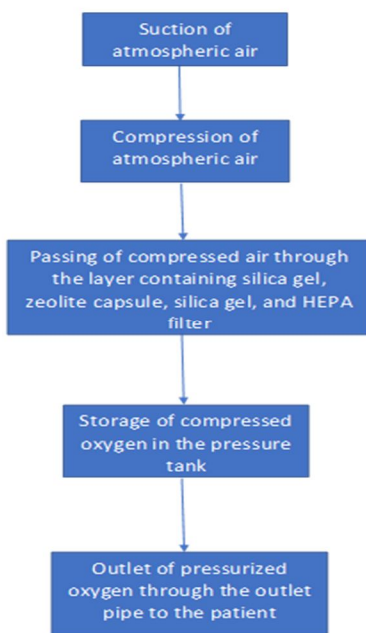 Suction of
atmospheric air
Compression of
atmospheric air
Passing of compressed air through
the layer containing silica gel,
zeolite capsule, silica gel, and HEPA
filter
Storage of compressed
oxygen in the pressure
tank
Outlet of pressurized
oxygen through the outlet
pipe to the patient